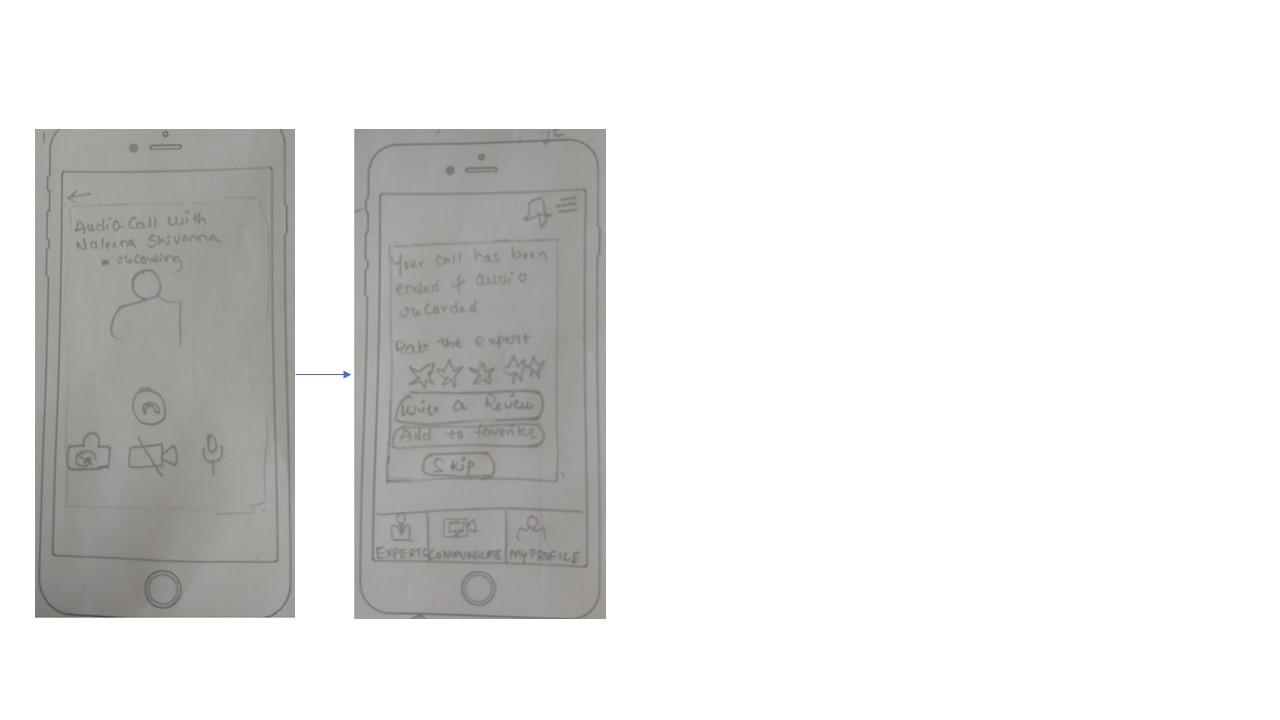 Audio Call with
Naleena Shivanna
recording
Your call has been
ended & audio
recorded
Rate the expert
Write a Review
Add to favorites
Skip
EXPERTS
COMMUNICATE
MY PROFILE